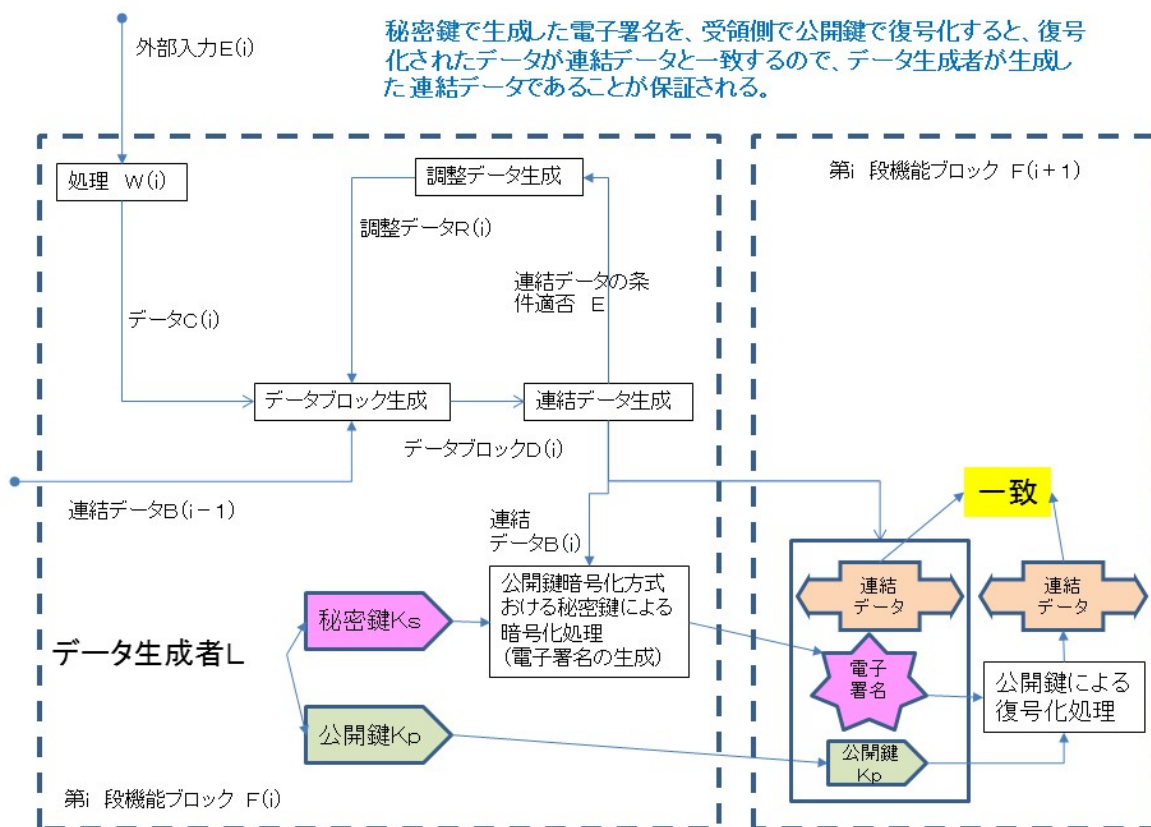 秘密鍵で生成した電子署名を、受領側で公開鍵で復号化すると、復号
化されたデータが連結データと一致するので、データ生成者が生成し
た連結データであることが保証される。
外部入力E(i)
処理 W(i)
調整データ生成
第i 段機能ブロック F(i+1)
調整データR(i)
連結データの条
件適否 E
データC(i)
データブロック生成
連結データ生成
データブロックD(i)
連結データB(i-1)
連結
データB(i)
一致
公開鍵暗号化方式
おける秘密鍵による
暗号化処理
(電子署名の生成)
連結
データ
連結
データ
秘密鍵Ks
データ生成者L
電子
署名
公開鍵による
復号化処理
公開鍵Kp
公開鍵
Kp
第i 段機能ブロック F(i)